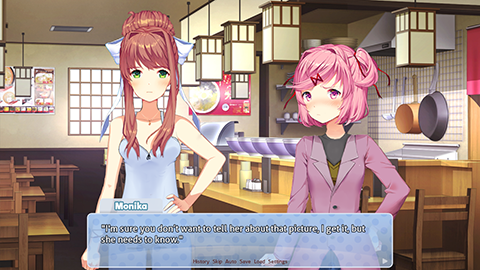 Monika
"I'm sure you don't want to tell her about that picture, I get it, but
she needs to know."
History Skip Auto Save Load Settings